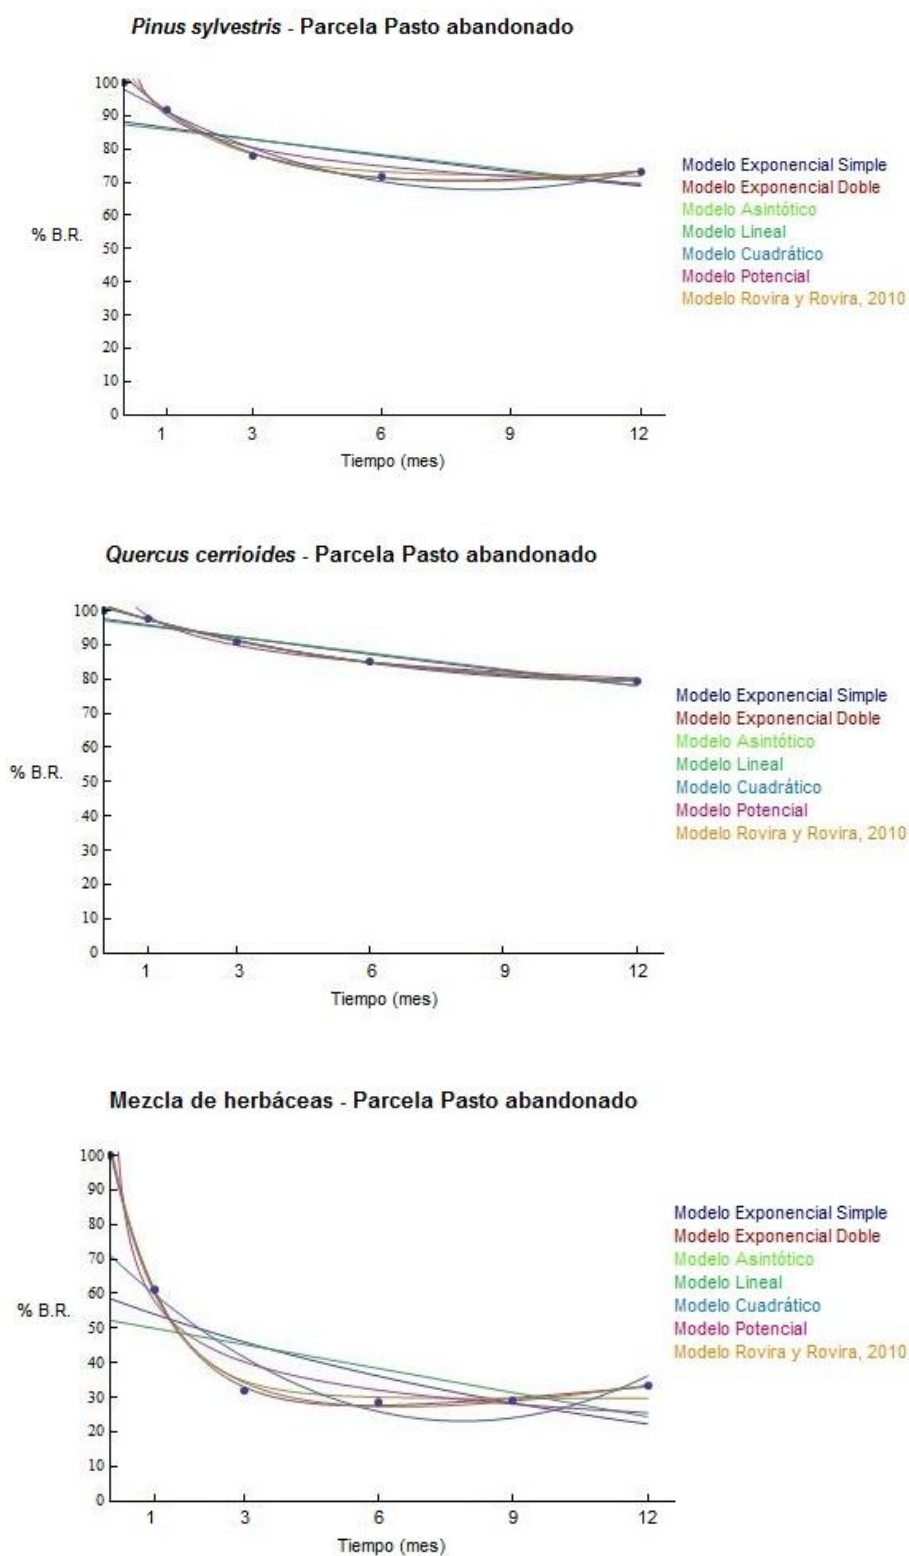 Pinus sylvestris - Parcela Pasto abandonado
100
90
80
70
60
50
40
30
20
10
0
% B.R.
1 3 6 9 12
Tiempo (mes)
Modelo Exponencial Simple
Modelo Exponencial Doble
Modelo Asintótico
Modelo Lineal
Modelo Cuadrático
Modelo Potencial
Modelo Rovira y Rovira, 2010
Quercus cerrioides - Parcela Pasto abandonado
100
90
80
70
60
50
40
30
20
10
0
% B.R.
1 3 6 9 12
Tiempo (mes)
Modelo Exponencial Simple
Modelo Exponencial Doble
Modelo Asintótico
Modelo Lineal
Modelo Cuadrático
Modelo Potencial
Modelo Rovira y Rovira, 2010
Mezcla de herbáceas - Parcela Pasto abandonado
100
90
80
70
60
50
40
30
20
10
0
% B.R.
1 3 6 9 12
Tiempo (mes)
Modelo Exponencial Simple
Modelo Exponencial Doble
Modelo Asintótico
Modelo Lineal
Modelo Cuadrático
Modelo Potencial
Modelo Rovira y Rovira, 2010